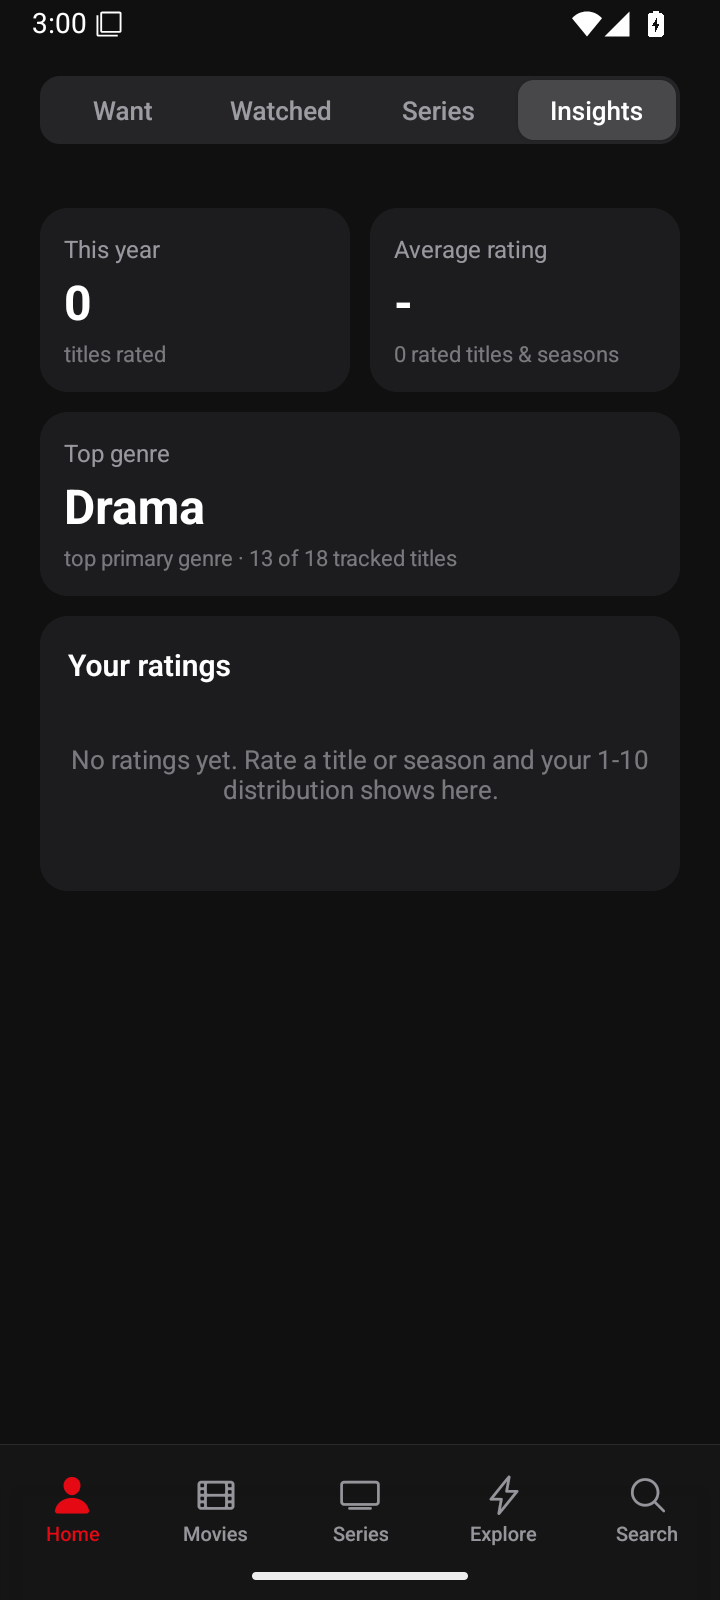 3:00
Want Watched Series Insights
This year
0
titles rated
Average rating
-
0 rated titles & seasons
Top genre
Drama
top primary genre · 13 of 18 tracked titles
Your ratings
No ratings yet. Rate a title or season and your 1-10
distribution shows here.
Home Movies Series Explore Search